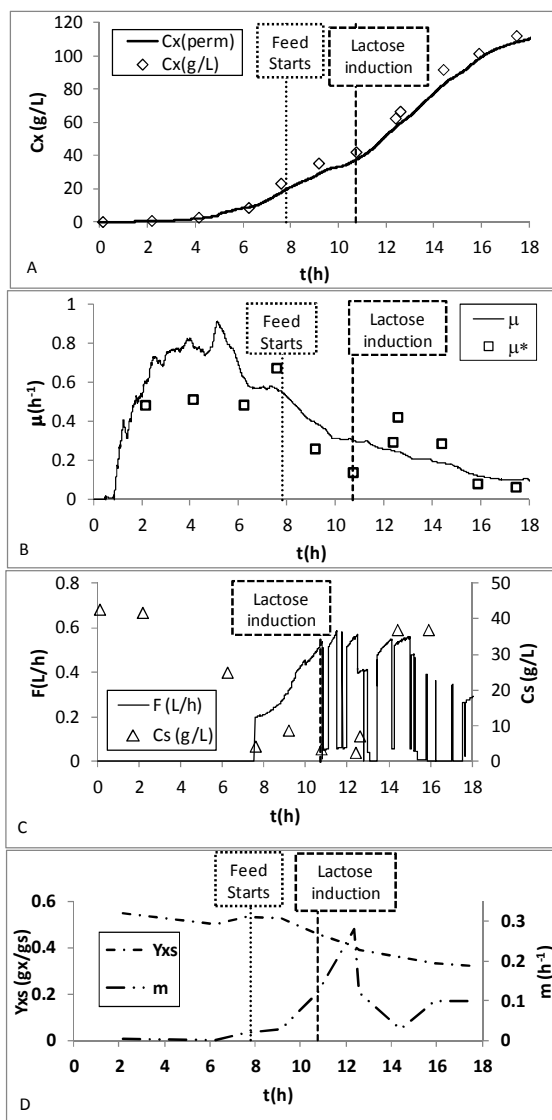 120
100
80
60
40
20
0
Cx (g/L)
Cx(perm)
Cx(g/L)
Feed
Starts
Lactose
induction
0 2 4 6 8 10 12 14 16 18
t(h)
A
1
0.8
0.6
0.4
0.2
0
μ(h⁻¹)
Feed
Starts
Lactose
induction
μ
μ*
0 2 4 6 8 10 12 14 16 18
t(h)
B
0.8
0.6
0.4
0.2
0
F(L/h)
Lactose
induction
F (L/h)
Cs (g/L)
50
40
30
20
10
0
Cs (g/L)
0 2 4 6 8 10 12 14 16 18
t(h)
C
Feed
Starts
Lactose
induction
0.6
0.4
0.2
0
Yxs (gx/gs)
Yxs
m
0.3
0.2
0.1
0
m (h⁻¹)
0 2 4 6 8 10 12 14 16 18
t(h)
D